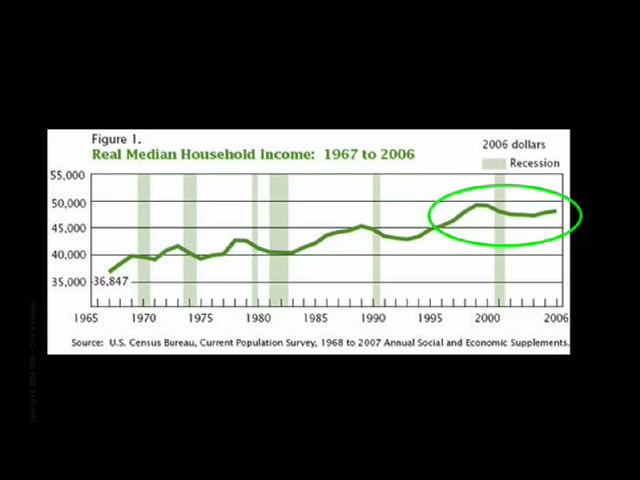 Figure 1.
Real Median Household Income: 1967 to 2006
2006 dollars
Recession
55,000
50,000
45,000
40,000
35,000
36,847
1965 1970 1975 1980 1985 1990 1995 2000 2006
Source: U.S. Census Bureau, Current Population Survey, 1968 to 2007 Annual Social and Economic Supplements.